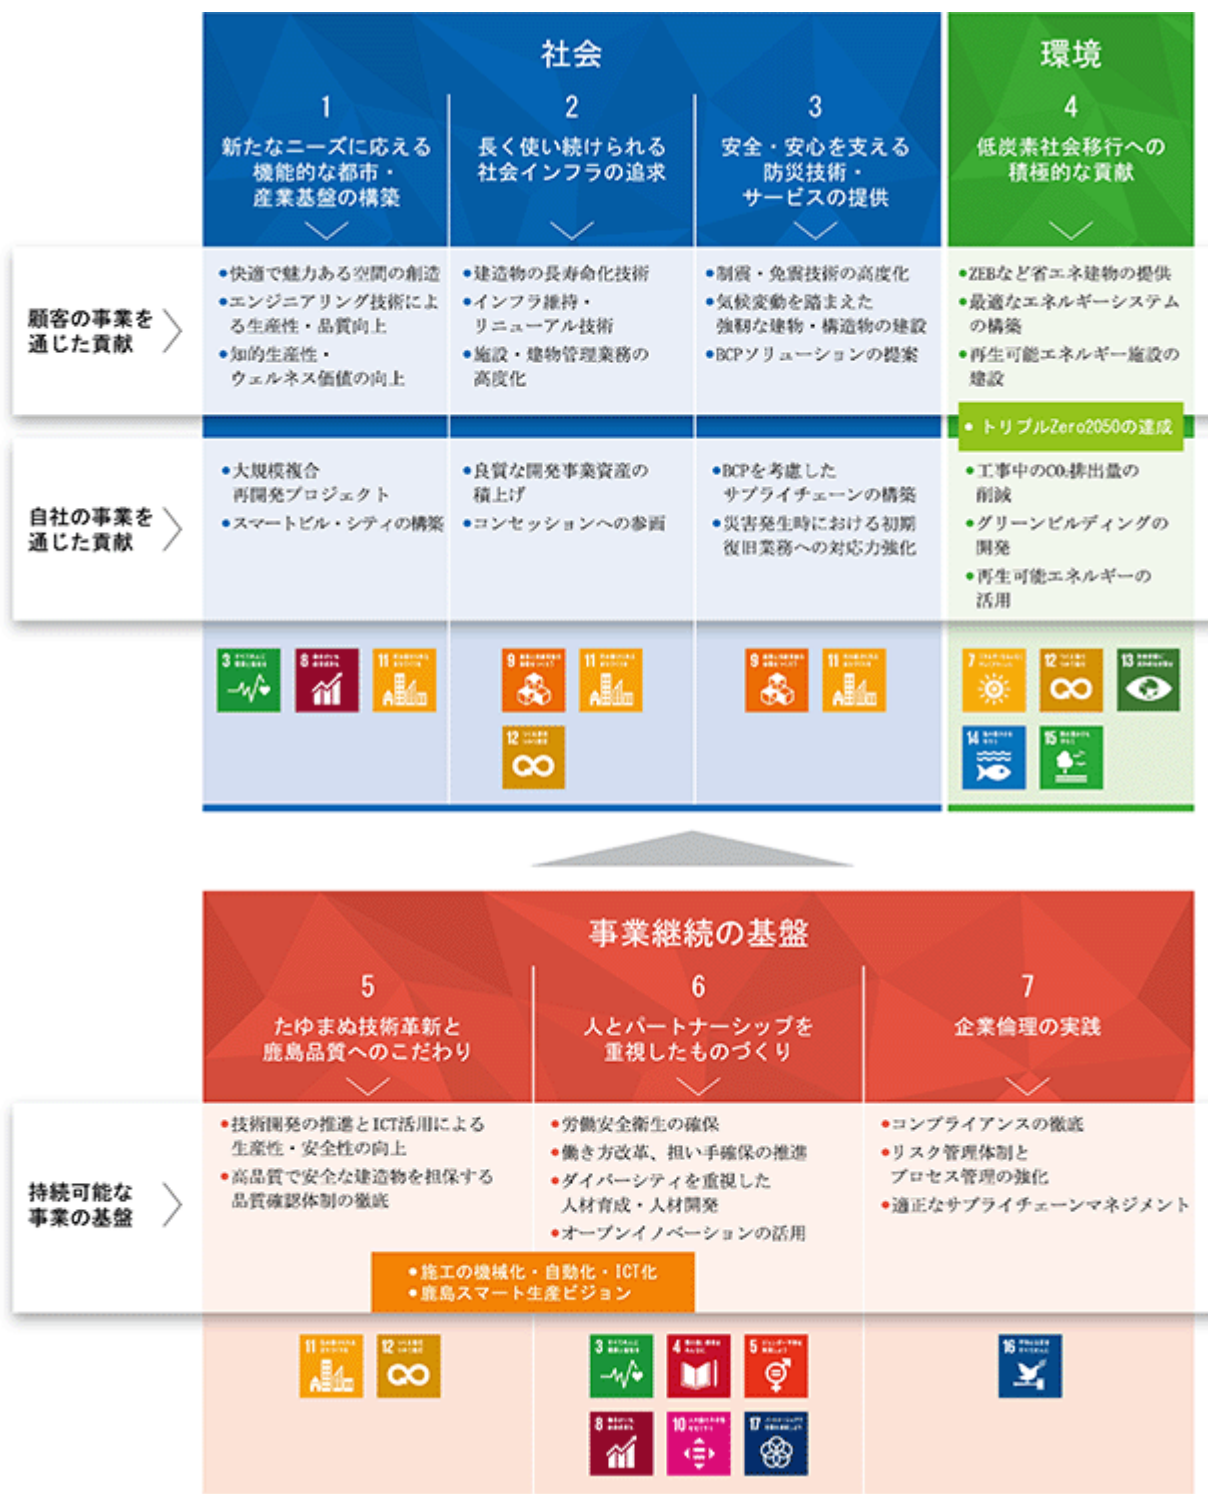 社会
1
新たなニーズに応える
機能的な都市・
産業基盤の構築
2
長く使い続けられる
社会インフラの追求
3
安全・安心を支える
防災技術・
サービスの提供
環境
4
低炭素社会移行への
積極的な貢献
顧客の事業を
通じた貢献
●快適で魅力ある空間の創造
●エンジニアリング技術によ
る生産性・品質向上
●知的生産性・
ウェルネス価値の向上
●建造物の長寿命化技術
●インフラ維持・
リニューアル技術
●施設・建物管理業務の
高度化
●制震・免震技術の高度化
●気候変動を踏まえた
強靭な建物・構造物の建設
●BCPソリューションの提案
●ZEBなど省エネ建物の提供
●最適なエネルギーシステム
の構築
●再生可能エネルギー施設の
建設
● トリプルZero2050の達成
自社の事業を
通じた貢献
●大規模複合
再開発プロジェクト
●スマートビル・シティの構築
●良質な開発事業資産の
積上げ
●コンセッションへの参画
●BCPを考慮した
サプライチェーンの構築
●災害発生時における初期
復旧業務への対応力強化
●工事中のCO₂排出量の
削減
●グリーンビルディングの
開発
●再生可能エネルギーの
活用
3
8
11
9
11
12
9
11
7
12
13
14
15
事業継続の基盤
5
たゆまぬ技術革新と
鹿島品質へのこだわり
6
人とパートナーシップを
重視したものづくり
7
企業倫理の実践
持続可能な
事業の基盤
●技術開発の推進とICT活用による
生産性・安全性の向上
●高品質で安全な建造物を担保する
品質確認体制の徹底
●労働安全衛生の確保
●働き方改革、担い手確保の推進
●ダイバーシティを重視した
人材育成・人材開発
●オープンイノベーションの活用
●コンプライアンスの徹底
●リスク管理体制と
プロセス管理の強化
●適正なサプライチェーンマネジメント
●施工の機械化・自動化・ICT化
●鹿島スマート生産ビジョン
11
12
3
4
5
8
10
17
16